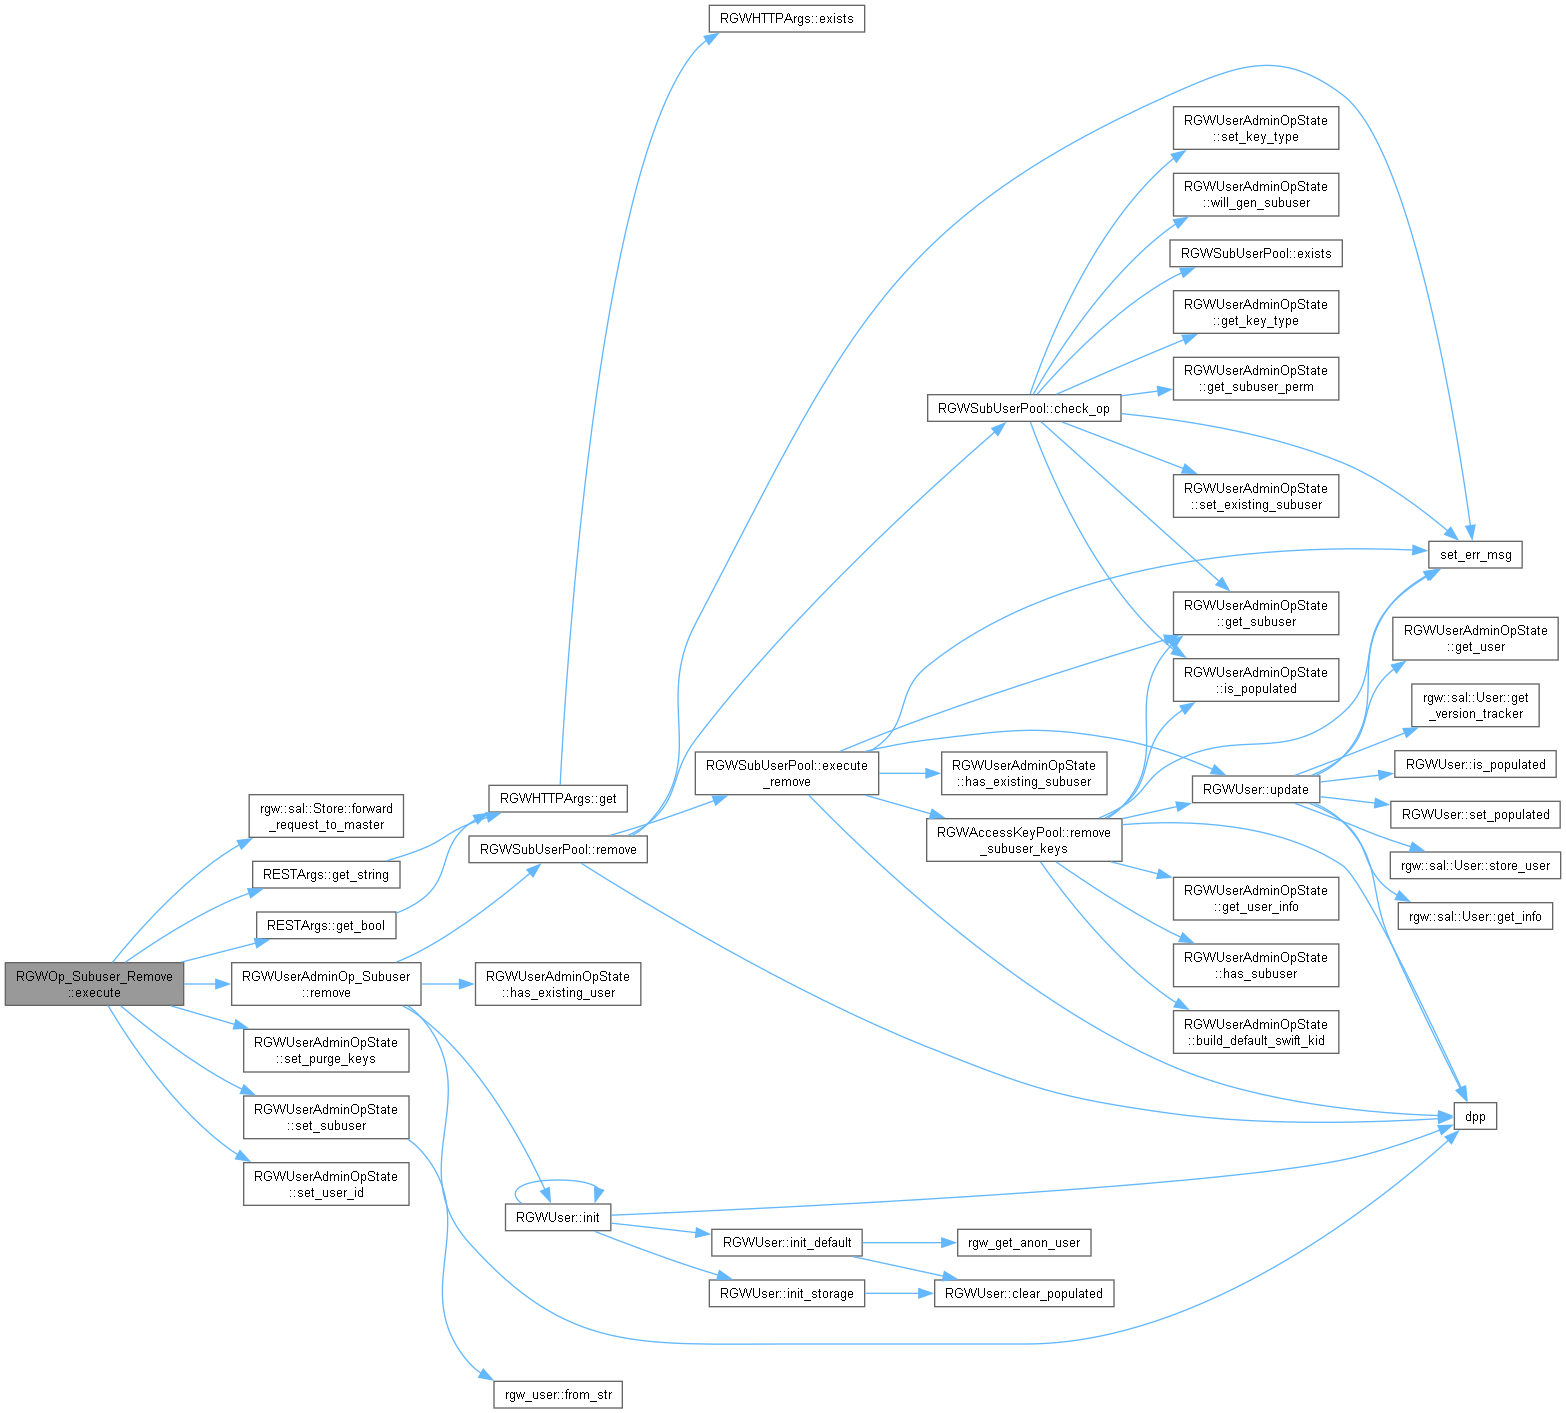 RGWHTTPArgs::exists
RGWUserAdminOpState
::set_key_type
RGWUserAdminOpState
::will_gen_subuser
RGWSubUserPool::exists
RGWUserAdminOpState
::get_key_type
RGWUserAdminOpState
::get_subuser_perm
RGWSubUserPool::check_op
RGWUserAdminOpState
::set_existing_subuser
set_err_msg
RGWUserAdminOpState
::get_subuser
RGWUserAdminOpState
::get_user
RGWUserAdminOpState
::is_populated
rgw::sal::User::get
_version_tracker
RGWSubUserPool::execute
_remove
RGWUserAdminOpState
::has_existing_subuser
RGWUser::is_populated
RGWUser::update
RGWHTTPArgs::get
rgw::sal::Store::forward
_request_to_master
RGWUser::set_populated
RGWAccessKeyPool::remove
_subuser_keys
RGWSubUserPool::remove
rgw::sal::User::store_user
RESTArgs::get_string
RGWUserAdminOpState
::get_user_info
rgw::sal::User::get_info
RESTArgs::get_bool
RGWUserAdminOpState
::has_subuser
RGWOp_Subuser_Remove
::execute
RGWUserAdminOp_Subuser
::remove
RGWUserAdminOpState
::has_existing_user
RGWUserAdminOpState
::build_default_swift_kid
RGWUserAdminOpState
::set_purge_keys
RGWUserAdminOpState
::set_subuser
dpp
RGWUserAdminOpState
::set_user_id
RGWUser::init
RGWUser::init_default
rgw_get_anon_user
RGWUser::init_storage
RGWUser::clear_populated
rgw_user::from_str